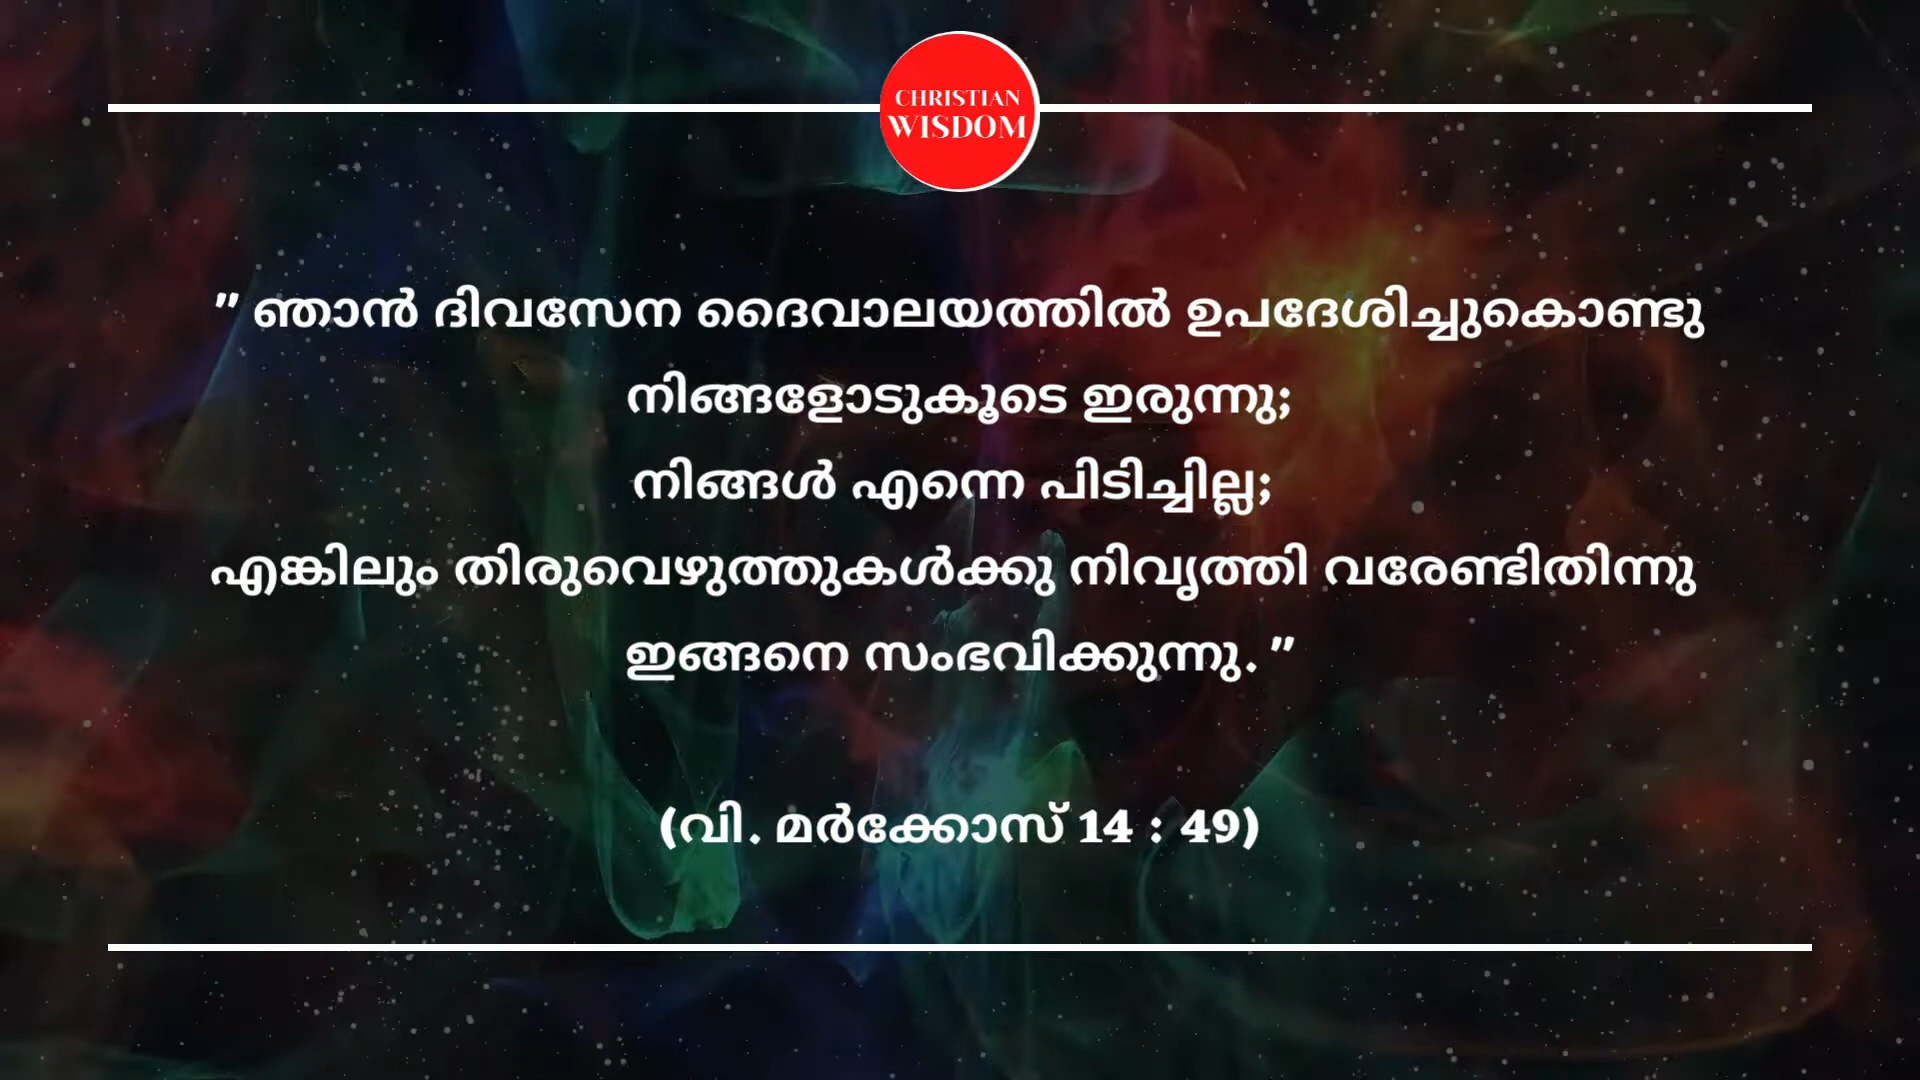 CHRISTIAN
WISDOM
" ഞാൻ ദിവസേന ദൈവാലയത്തിൽ ഉപദേശിച്ചുകൊണ്ടു
നിങ്ങളോടുകൂടെ ഇരുന്നു;
നിങ്ങൾ എന്നെ പിടിച്ചില്ല;
എങ്കിലും തിരുവെഴുത്തുകൾക്കു നിവൃത്തി വരേണ്ടിതിന്നു
ഇങ്ങനെ സംഭവിക്കുന്നു. "
(വി. മർക്കോസ് 14 : 49)